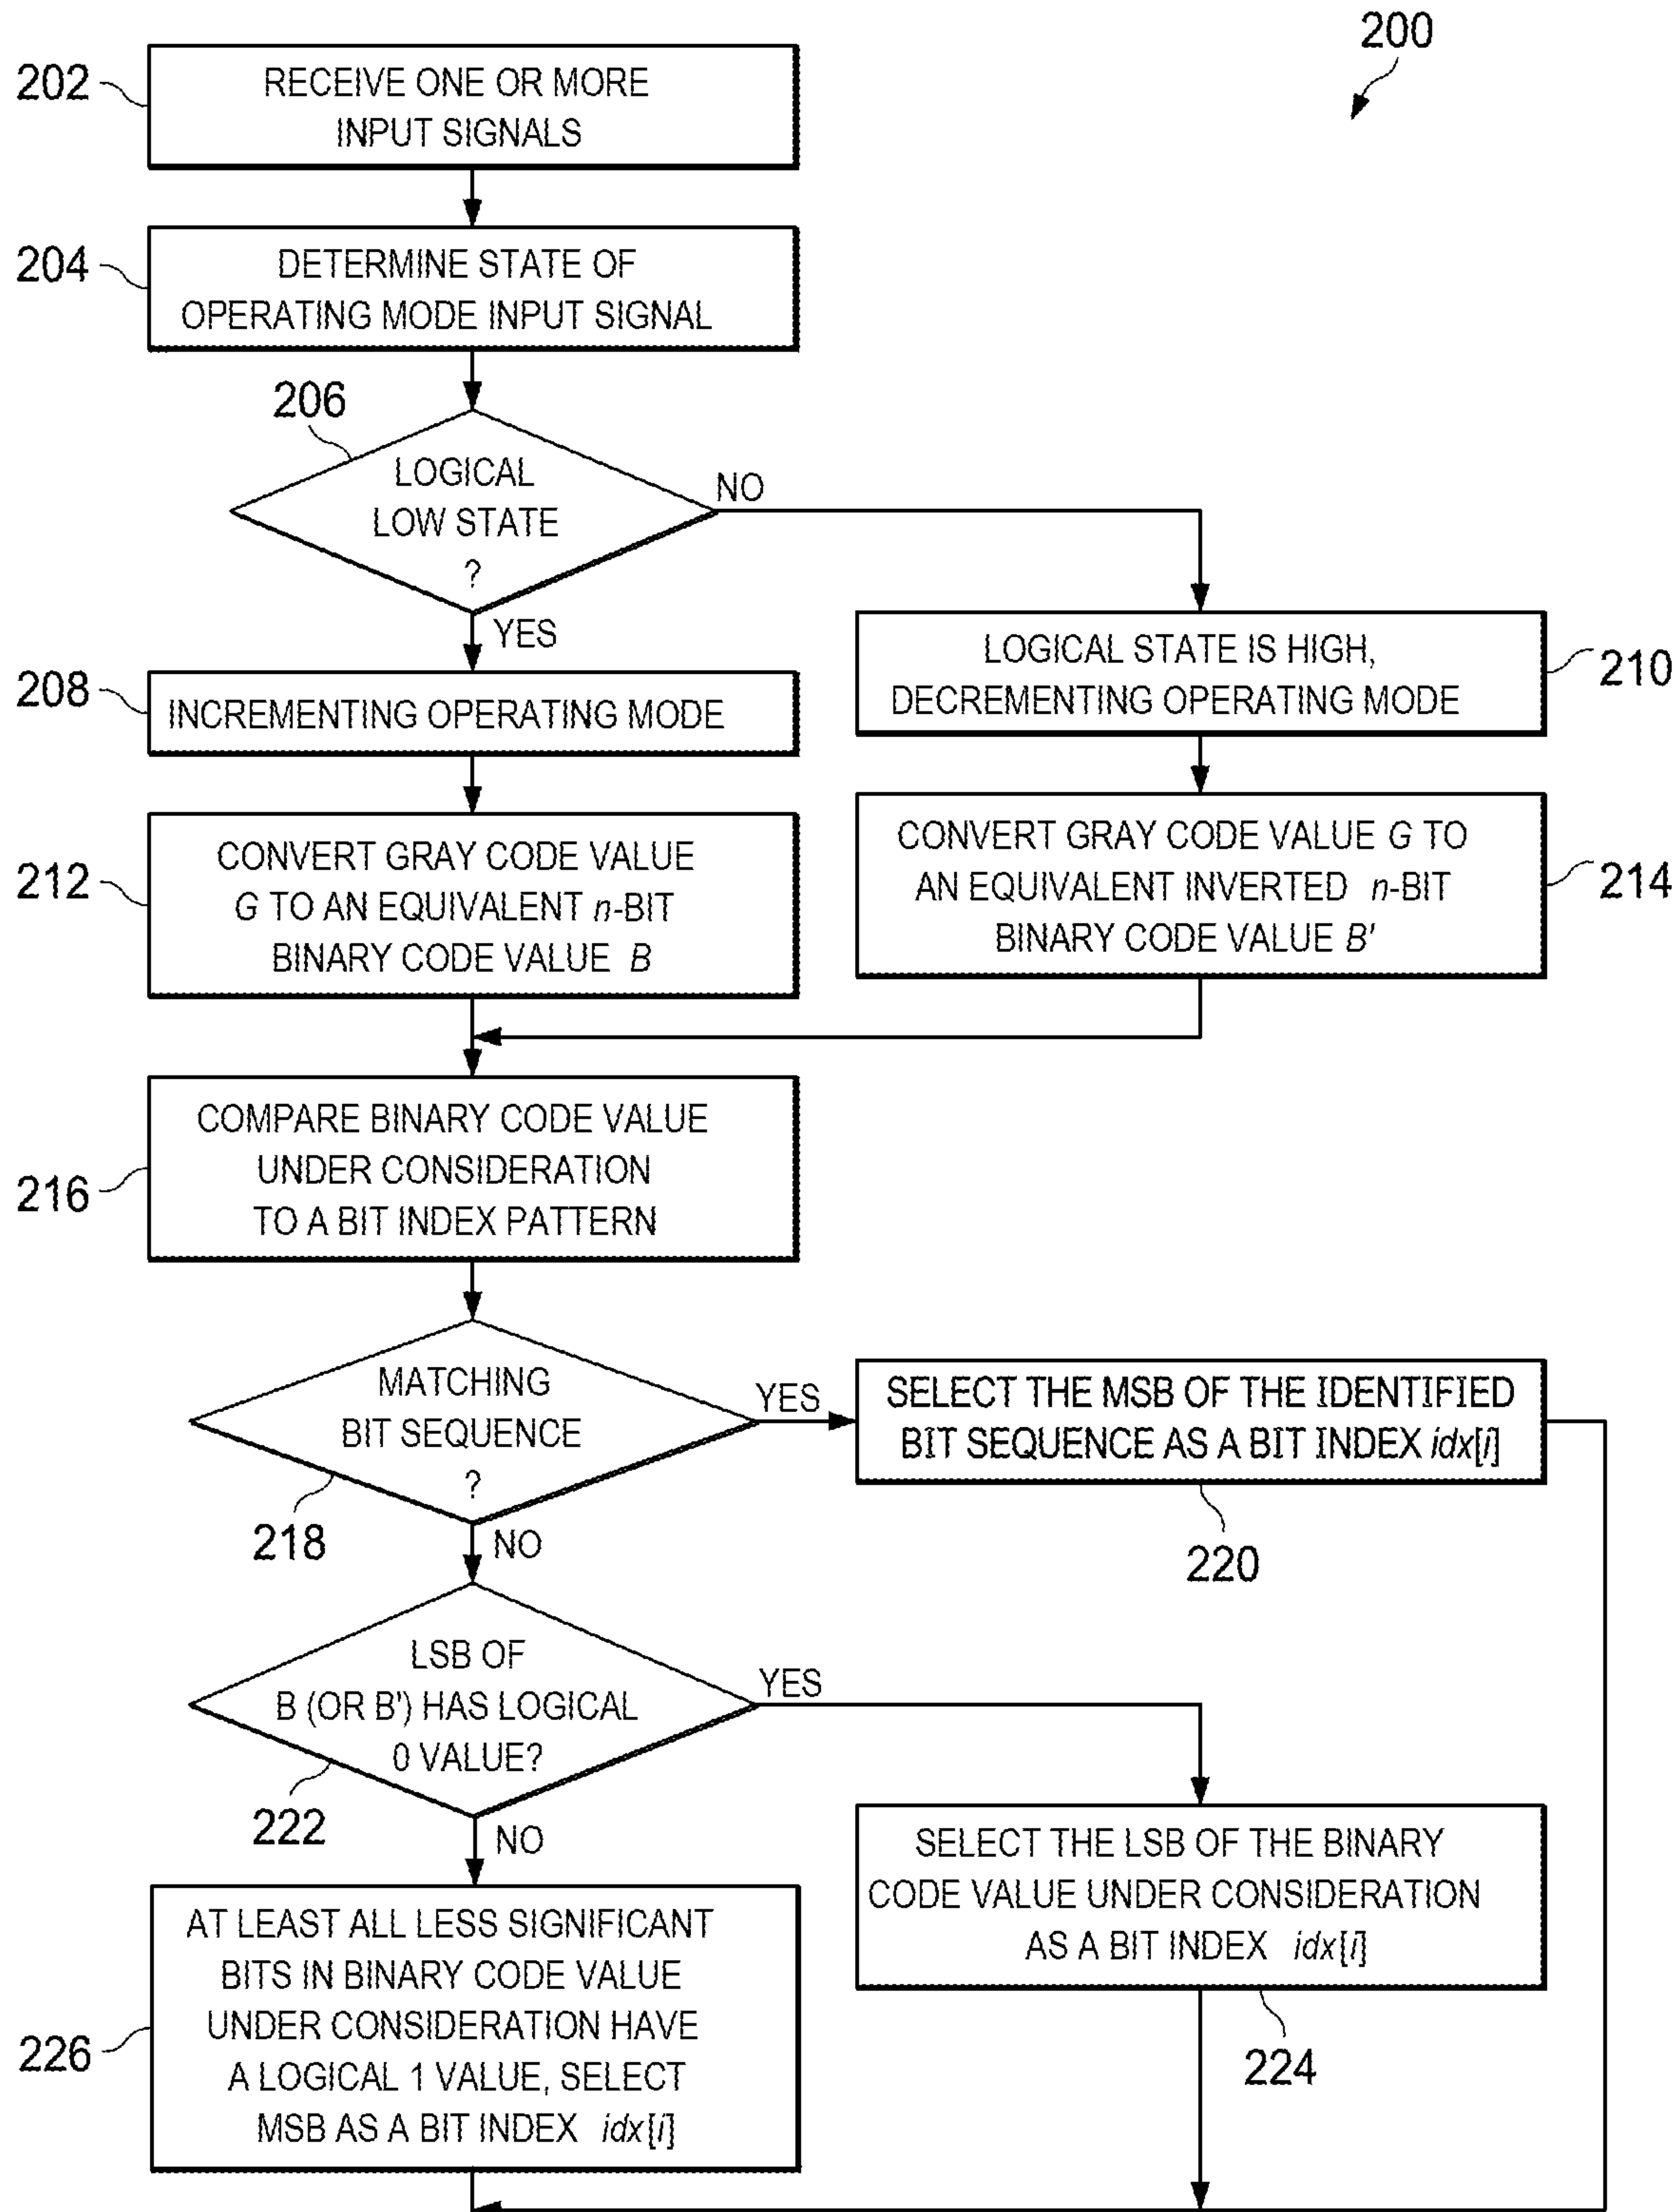 200
202
RECEIVE ONE OR MORE
INPUT SIGNALS
204
DETERMINE STATE OF
OPERATING MODE INPUT SIGNAL
206
LOGICAL
LOW STATE
?
NO
YES
208
INCREMENTING OPERATING MODE
LOGICAL STATE IS HIGH,
DECREMENTING OPERATING MODE
210
212
CONVERT GRAY CODE VALUE
G TO AN EQUIVALENT n-BIT
BINARY CODE VALUE B
CONVERT GRAY CODE VALUE G TO
AN EQUIVALENT INVERTED n-BIT
BINARY CODE VALUE B'
214
216
COMPARE BINARY CODE VALUE
UNDER CONSIDERATION
TO A BIT INDEX PATTERN
MATCHING
BIT SEQUENCE
?
218
YES
NO
SELECT THE MSB OF THE IDENTIFIED
BIT SEQUENCE AS A BIT INDEX idx[i]
220
LSB OF
B (OR B') HAS LOGICAL
0 VALUE?
222
YES
NO
SELECT THE LSB OF THE BINARY
CODE VALUE UNDER CONSIDERATION
AS A BIT INDEX idx[i]
224
226
AT LEAST ALL LESS SIGNIFICANT
BITS IN BINARY CODE VALUE
UNDER CONSIDERATION HAVE
A LOGICAL 1 VALUE, SELECT
MSB AS A BIT INDEX idx[i]